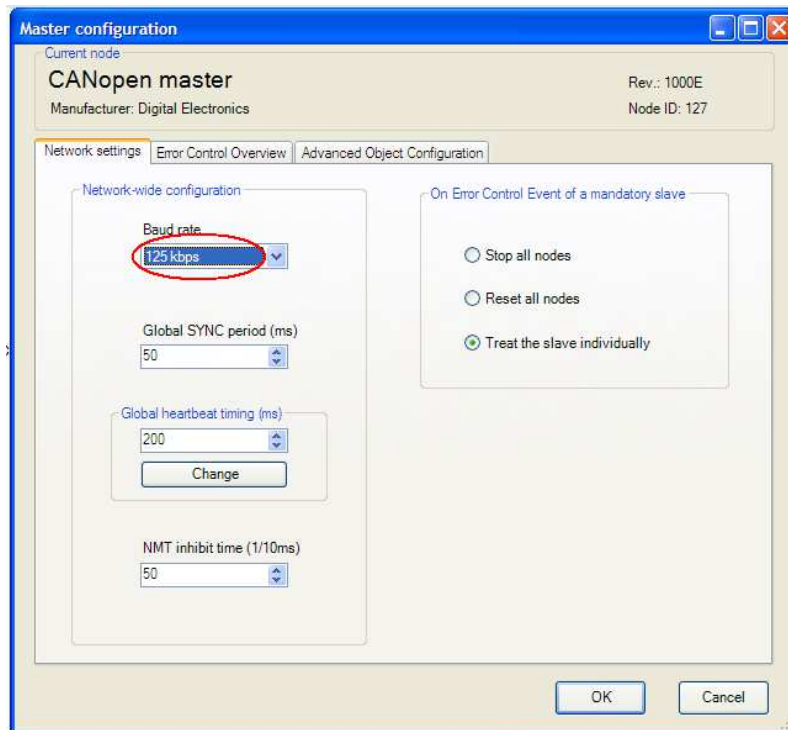 Master configuration
Current node
CANopen master
Rev.: 1000E
Manufacturer: Digital Electronics
Node ID: 127
Network settings
Error Control Overview
Advanced Object Configuration
Network-wide configuration
Baud rate
125 kbps
Global SYNC period (ms)
50
Global heartbeat timing (ms)
200
Change
NMT inhibit time (1/10ms)
50
On Error Control Event of a mandatory slave
Stop all nodes
Reset all nodes
Treat the slave individually
OK
Cancel